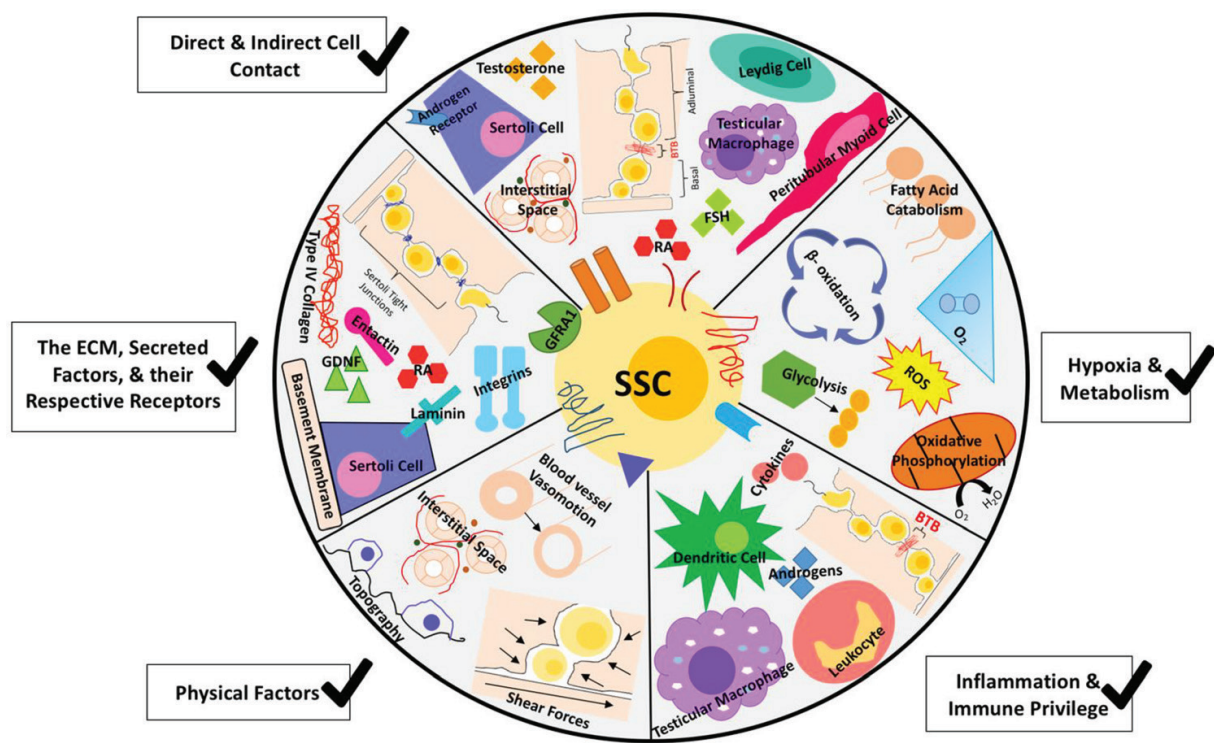 Direct & Indirect Cell
Contact
Testosterone
Androgen
Receptor
Sertoli Cell
Interstitial
Space
Adluminal
BTB
Basal
Leydig Cell
Testicular
Macrophage
Peritubular Myoid Cell
FSH
RA
Fatty Acid
Catabolism
β- oxidation
O₂
ROS
Glycolysis
Oxidative
Phosphorylation
O₂
H₂O
Hypoxia &
Metabolism
Type IV Collagen
Sertoli Tight
Junctions
Entactin
GDNF
RA
Integrins
Laminin
GFRA1
Basement Membrane
Sertoli Cell
The ECM, Secreted
Factors, & their
Respective Receptors
SSC
Blood vessel
Vasomotion
Interstitial Space
Topography
Shear Forces
Physical Factors
Cytokines
BTB
Dendritic Cell
Androgens
Leukocyte
Testicular Macrophage
Inflammation &
Immune Privilege